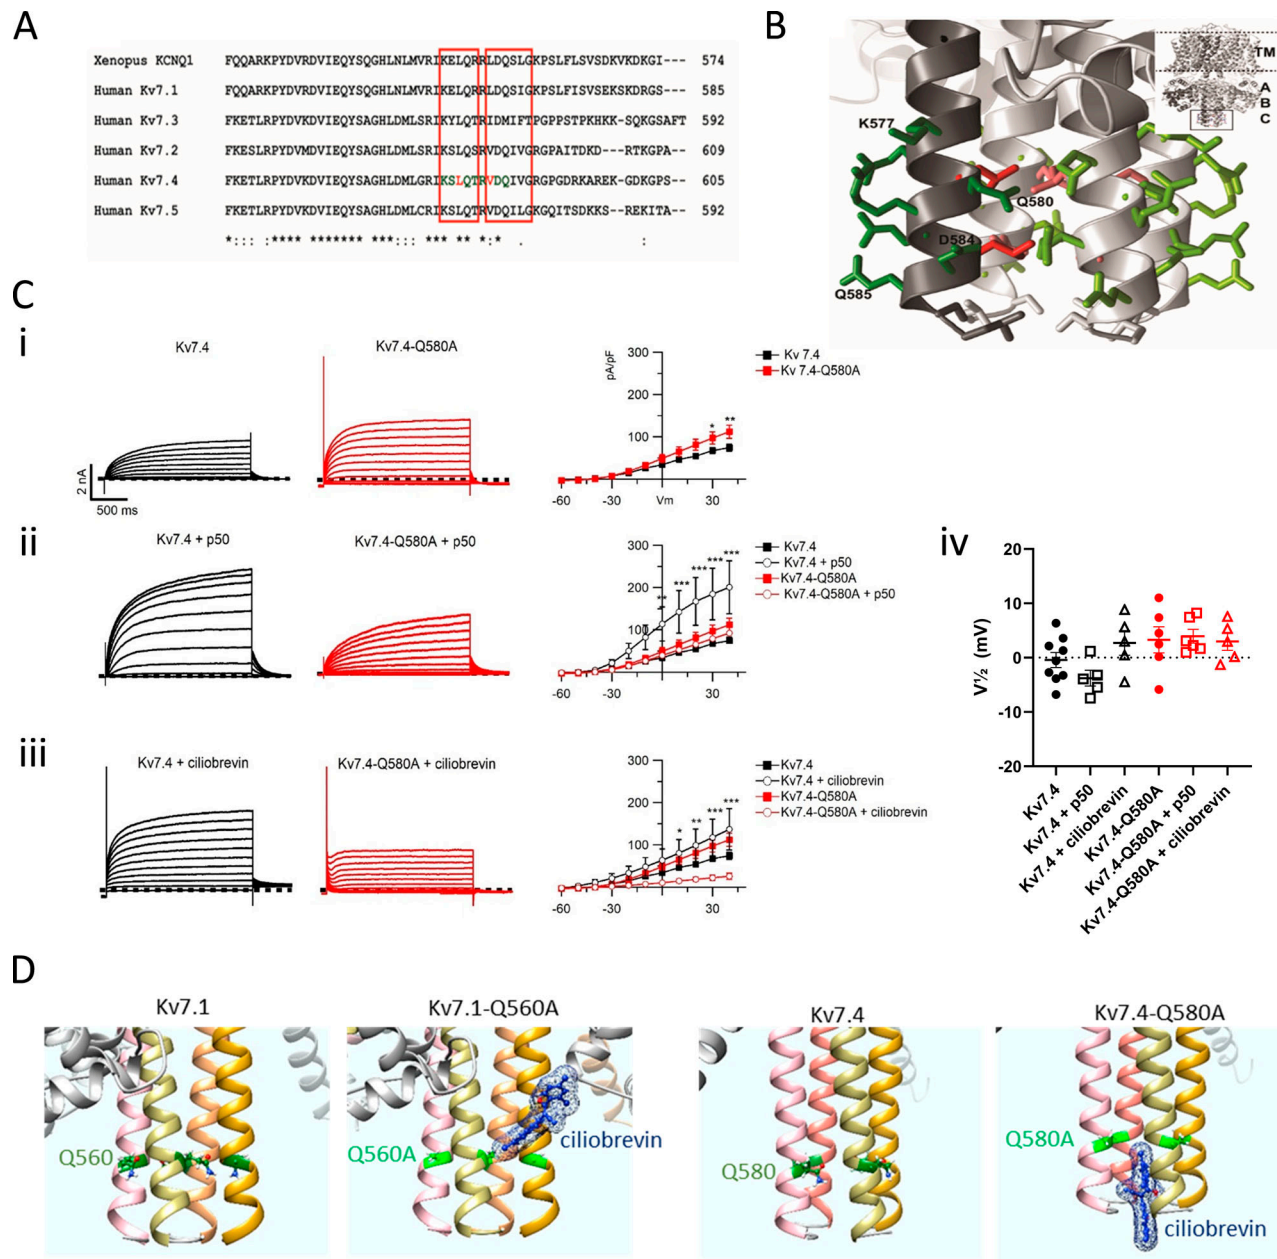 A
Xenopus KCNQ1 FQQARKPYDVRDVIEQYSQGHLNLMVRIKELQRRLDQSLGKPSLFLSVSDKVKDKGI--- 574
Human Kv7.1 FQQARKPYDVRDVIEQYSQGHLNLMVRIKELQRRLDQSIGKPSLFISVSEKSKDRGS--- 585
Human Kv7.3 FKETLRPYDVKDVIEQYSAGHLDMLSRIKYLQTRIDMIFTPGPPSTPKHKK-SQKGSAFT 592
Human Kv7.2 FKESLRPYDVMDVIEQYSAGHLDMLSRIKSLQSRVDQIVGRGPAITDKD---RTKGPA-- 609
Human Kv7.4 FKETLRPYDVKDVIEQYSAGHLDMLGRIKSLQTRVDQIVGRGPGDRKAREK-GDKGPS-- 605
Human Kv7.5 FKETLRPYDVKDVIEQYSAGHLDMLCRIKSLQTRVDQILGKGQITSDKKS--REKITA-- 592
*::: :**** ******* ***::: *** ** *:* . :
B
TM
A
B
C
K577
Q580
D584
Q585
C
i
Kv7.4
Kv7.4-Q580A
2 nA
500 ms
pA/pF
300
200
100
-60
-30
Vm
30
*
**
Kv 7.4
Kv 7.4-Q580A
ii
Kv7.4 + p50
Kv7.4-Q580A + p50
300
200
100
-60
-30
30
**
***
***
***
***
Kv7.4
Kv7.4 + p50
Kv7.4-Q580A
Kv7.4-Q580A + p50
iii
Kv7.4 + ciliobrevin
Kv7.4-Q580A + ciliobrevin
300
200
100
-60
-30
30
*
**
***
***
Kv7.4
Kv7.4 + ciliobrevin
Kv7.4-Q580A
Kv7.4-Q580A + ciliobrevin
iv
V½ (mV)
20
10
0
-10
-20
Kv7.4
Kv7.4 + p50
Kv7.4 + ciliobrevin
Kv7.4-Q580A
Kv7.4-Q580A + p50
Kv7.4-Q580A + ciliobrevin
D
Kv7.1
Q560
Kv7.1-Q560A
Q560A
ciliobrevin
Kv7.4
Q580
Kv7.4-Q580A
Q580A
ciliobrevin